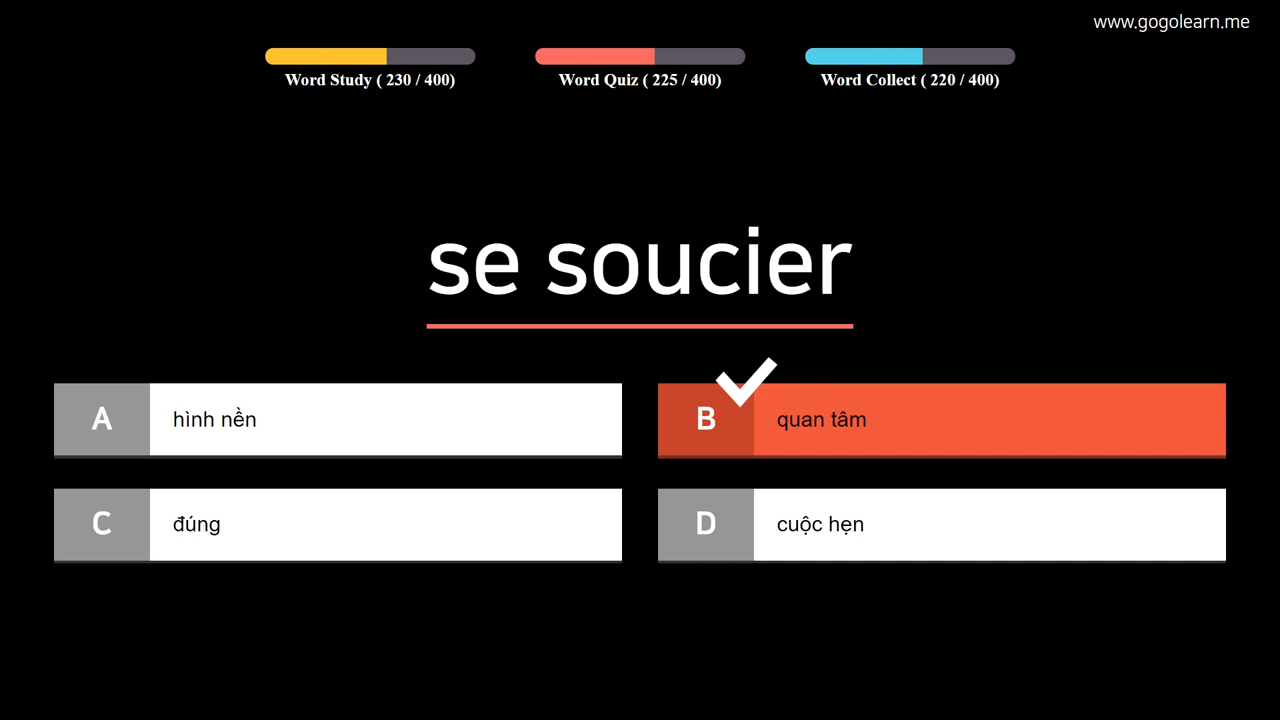 www.gogolearn.me
Word Study ( 230 / 400)
Word Quiz ( 225 / 400)
Word Collect ( 220 / 400)
se soucier
A
hình nền
B
quan tâm
C
đúng
D
cuộc hẹn